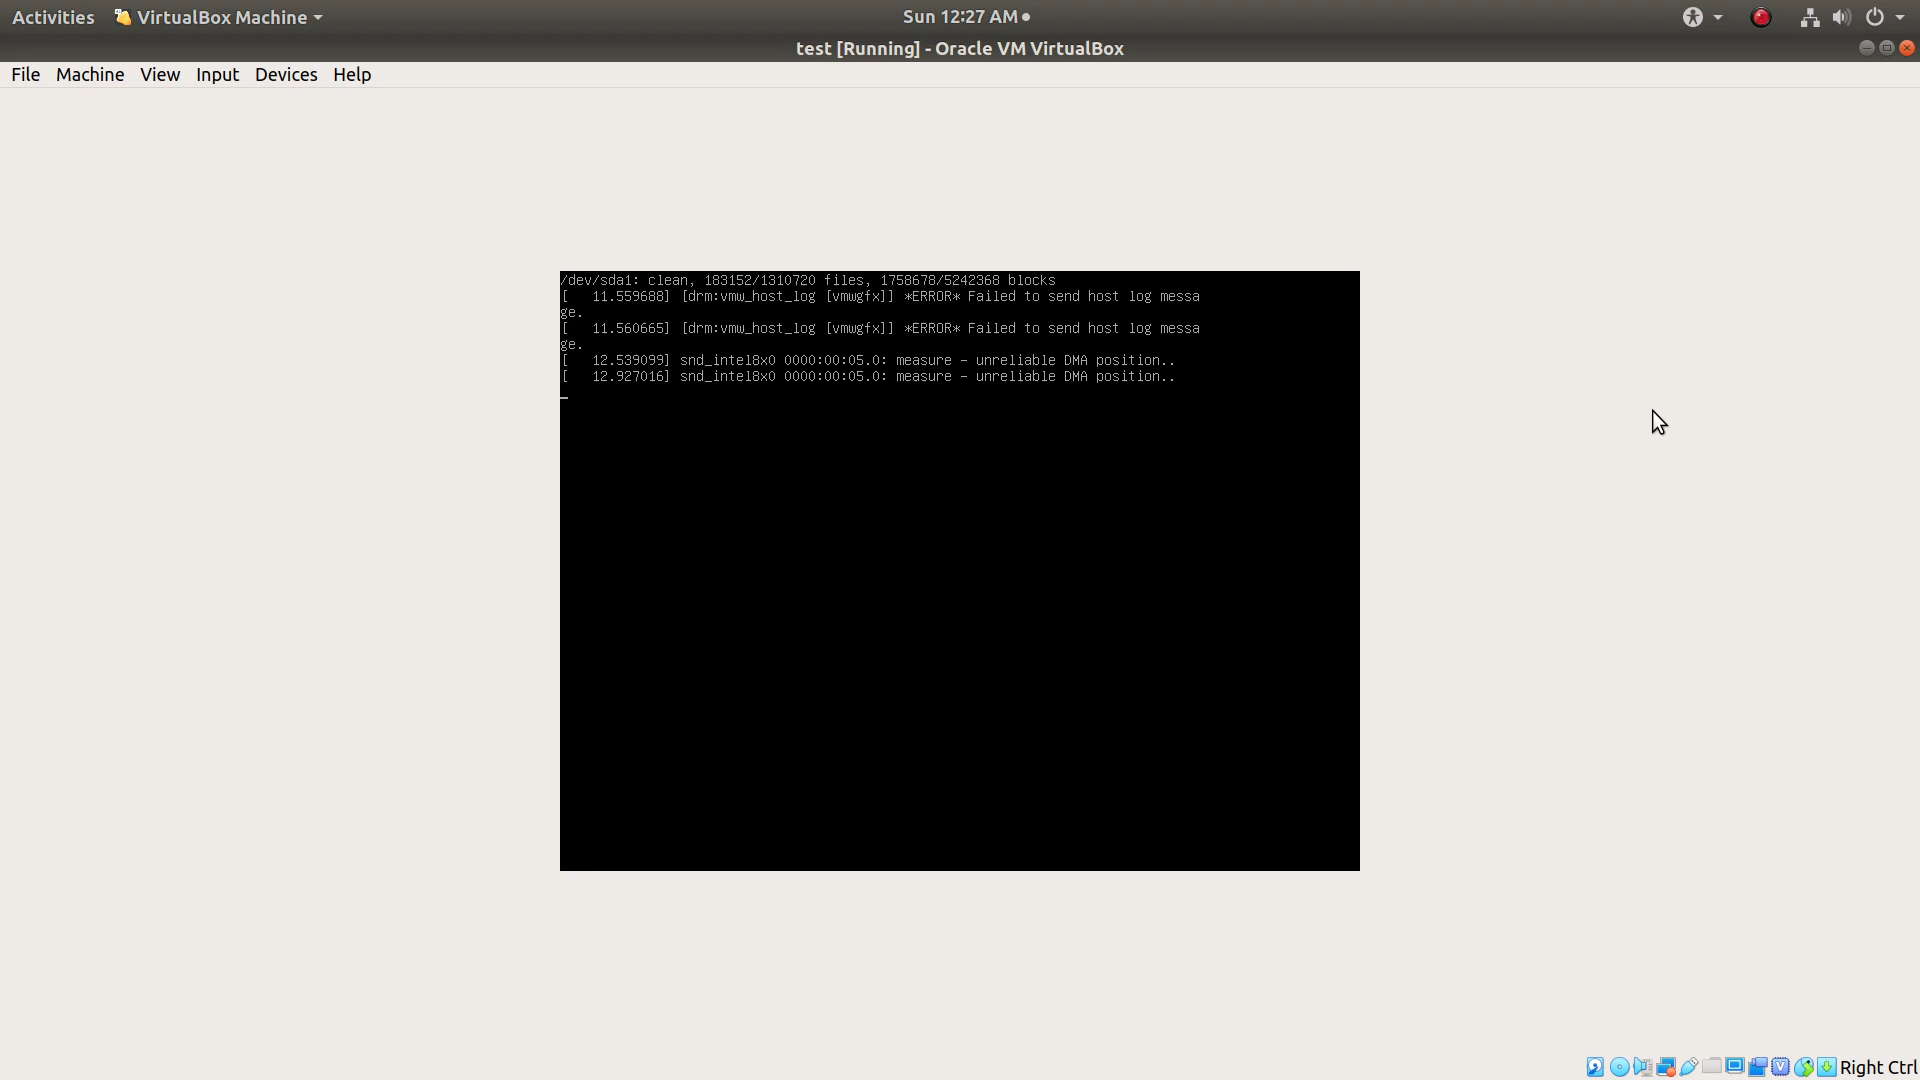 Activities VirtualBox Machine Sun 12:27 AM
test [Running] - Oracle VM VirtualBox
File Machine View Input Devices Help
/dev/sda1: clean, 183152/1310720 files, 1758678/5242368 blocks
[   11.559688] [drm:vmw_host_log [vmwgfx]] *ERROR* Failed to send host log messa
ge.
[   11.560665] [drm:vmw_host_log [vmwgfx]] *ERROR* Failed to send host log messa
ge.
[   12.539099] snd_intel8x0 0000:00:05.0: measure - unreliable DMA position..
[   12.927016] snd_intel8x0 0000:00:05.0: measure - unreliable DMA position..
_
Right Ctrl